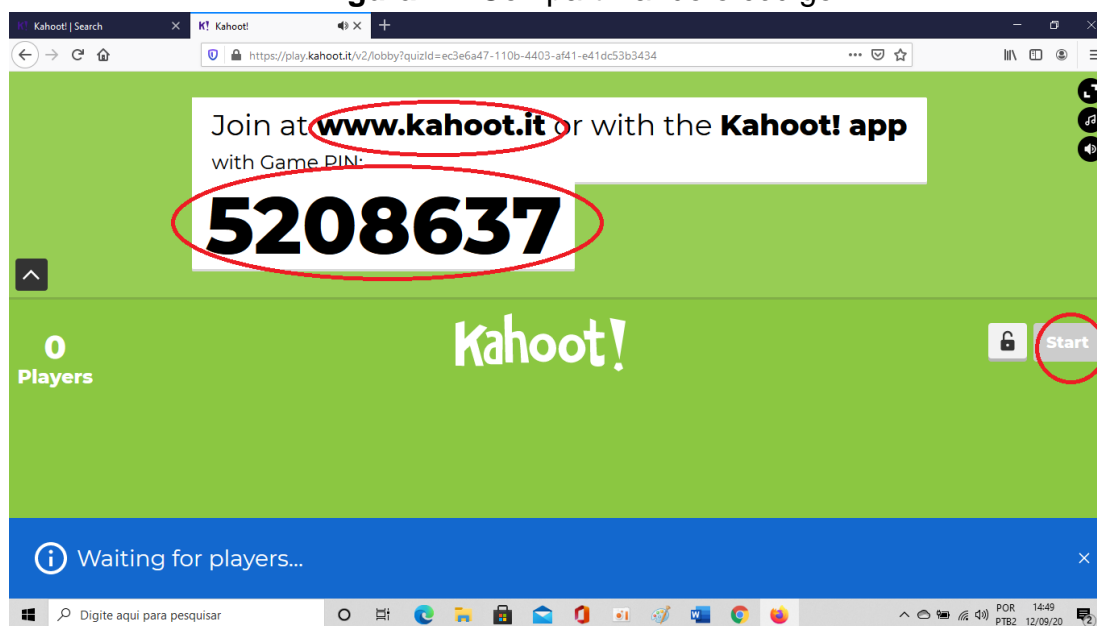 Kahoot! | Search
K! Kahoot!
https://play.kahoot.it/v2/lobby?quizId=ec3e6a47-110b-4403-af41-e41dc53b3434
Join at www.kahoot.it or with the Kahoot! app
with Game PIN:
5208637
Kahoot!
0
Players
Start
Waiting for players...
Digite aqui para pesquisar
POR 14:49
PTB2 12/09/20
2